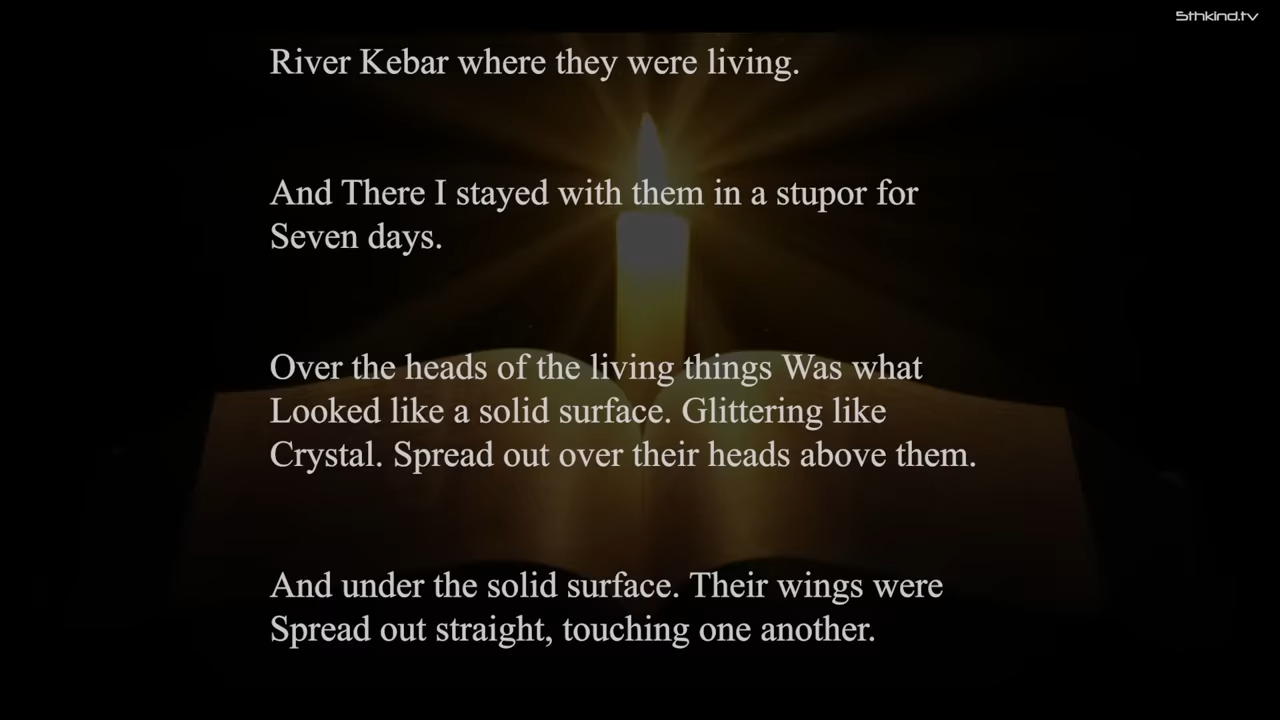 5thkind.tv
River Kebar where they were living.
And There I stayed with them in a stupor for
Seven days.
Over the heads of the living things Was what
Looked like a solid surface. Glittering like
Crystal. Spread out over their heads above them.
And under the solid surface. Their wings were
Spread out straight, touching one another.